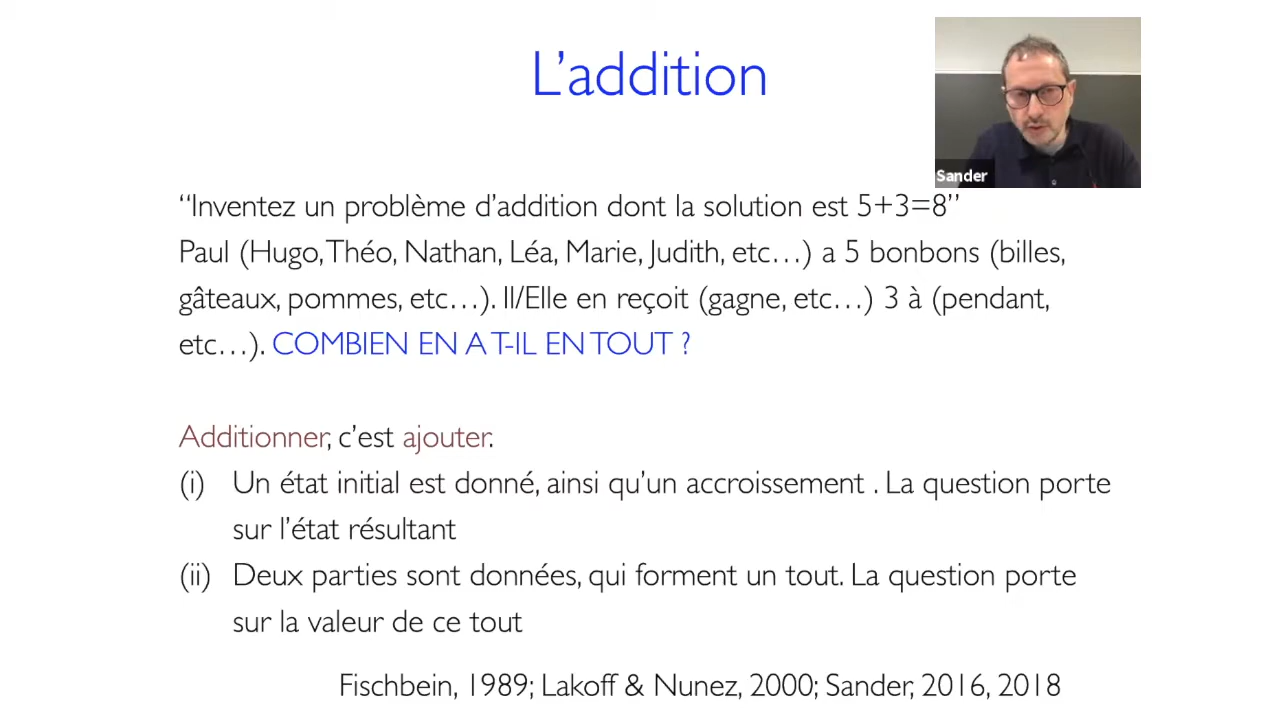 L'addition
Sander
“Inventez un problème d'addition dont la solution est 5+3=8”
Paul (Hugo, Théo, Nathan, Léa, Marie, Judith, etc…) a 5 bonbons (billes,
gâteaux, pommes, etc…). Il/Elle en reçoit (gagne, etc…) 3 à (pendant,
etc…). COMBIEN EN A T-IL EN TOUT ?
Additionner, c'est ajouter.
(i) Un état initial est donné, ainsi qu'un accroissement . La question porte
sur l'état résultant
(ii) Deux parties sont données, qui forment un tout. La question porte
sur la valeur de ce tout
Fischbein, 1989; Lakoff & Nunez, 2000; Sander, 2016, 2018